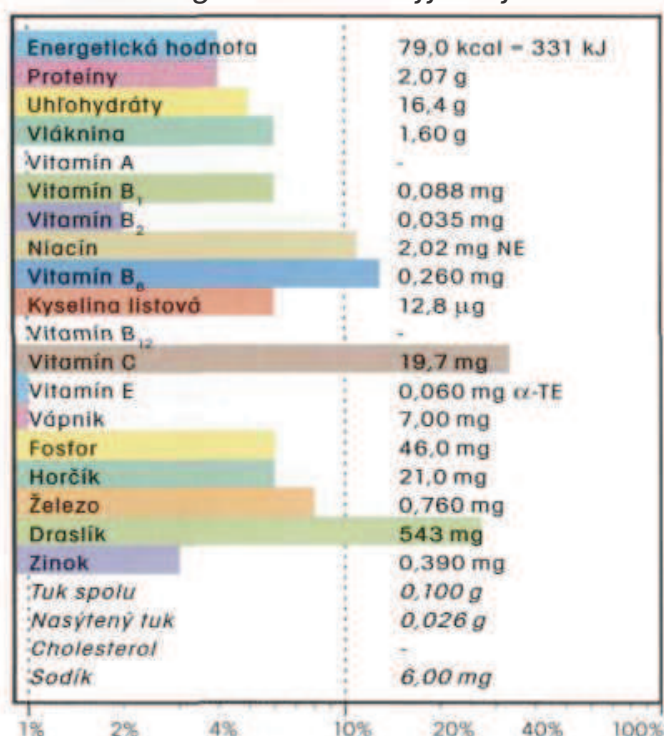 Energetická hodnota 79,0 kcal – 331 kJ
Proteíny 2,07 g
Uhľohydráty 16,4 g
Vláknina 1,60 g
Vitamín A -
Vitamín B1 0,088 mg
Vitamín B2 0,035 mg
Niacín 2,02 mg NE
Vitamín B6 0,260 mg
Kyselina listová 12,8 µg
Vitamín B12 -
Vitamín C 19,7 mg
Vitamín E 0,060 mg α-TE
Vápnik 7,00 mg
Fosfor 46,0 mg
Horčík 21,0 mg
Železo 0,760 mg
Draslík 543 mg
Zinok 0,390 mg
Tuk spolu 0,100 g
Nasýtený tuk 0,026 g
Cholesterol -
Sodík 6,00 mg
1% 2% 4% 10% 20% 40% 100%